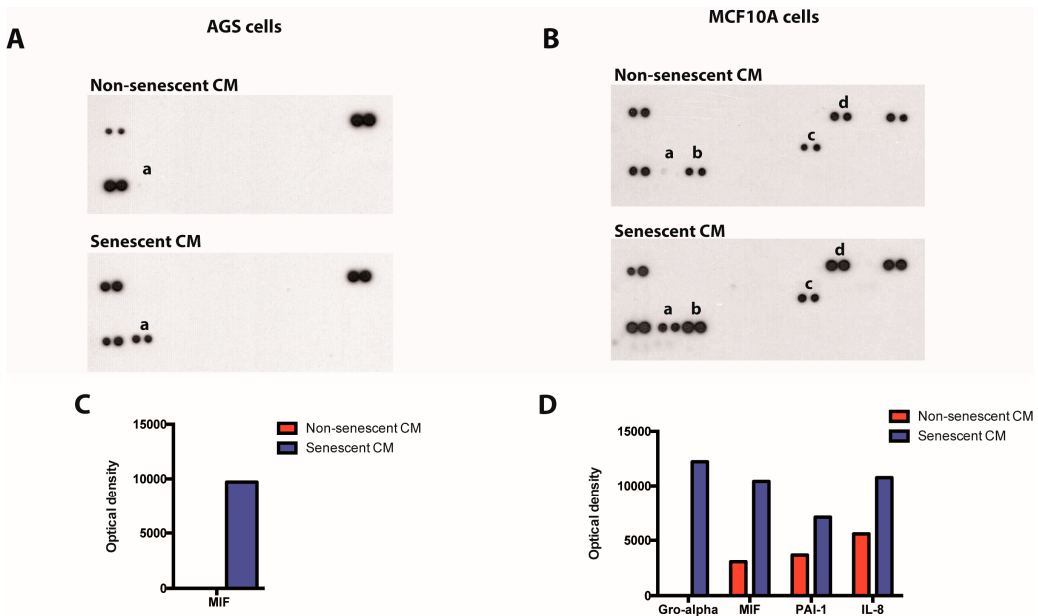 A
AGS cells
Non-senescent CM
a
Senescent CM
a
B
MCF10A cells
Non-senescent CM
d
c
a b
Senescent CM
d
c
a b
C
15000
10000
5000
0
Optical density
MIF
Non-senescent CM
Senescent CM
D
15000
10000
5000
0
Optical density
Gro-alpha MIF PAI-1 IL-8
Non-senescent CM
Senescent CM